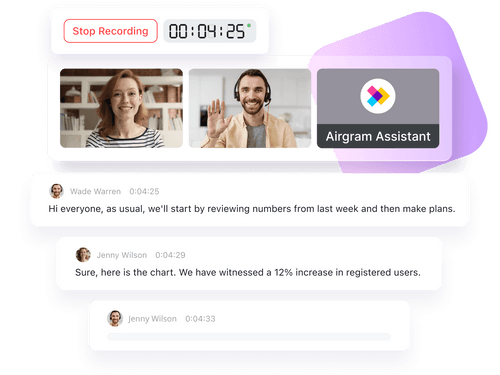 Stop Recording
00:04:25
Airgram Assistant
Wade Warren 0:04:25
Hi everyone, as usual, we'll start by reviewing numbers from last week and then make plans.
Jenny Wilson 0:04:29
Sure, here is the chart. We have witnessed a 12% increase in registered users.
Jenny Wilson 0:04:33